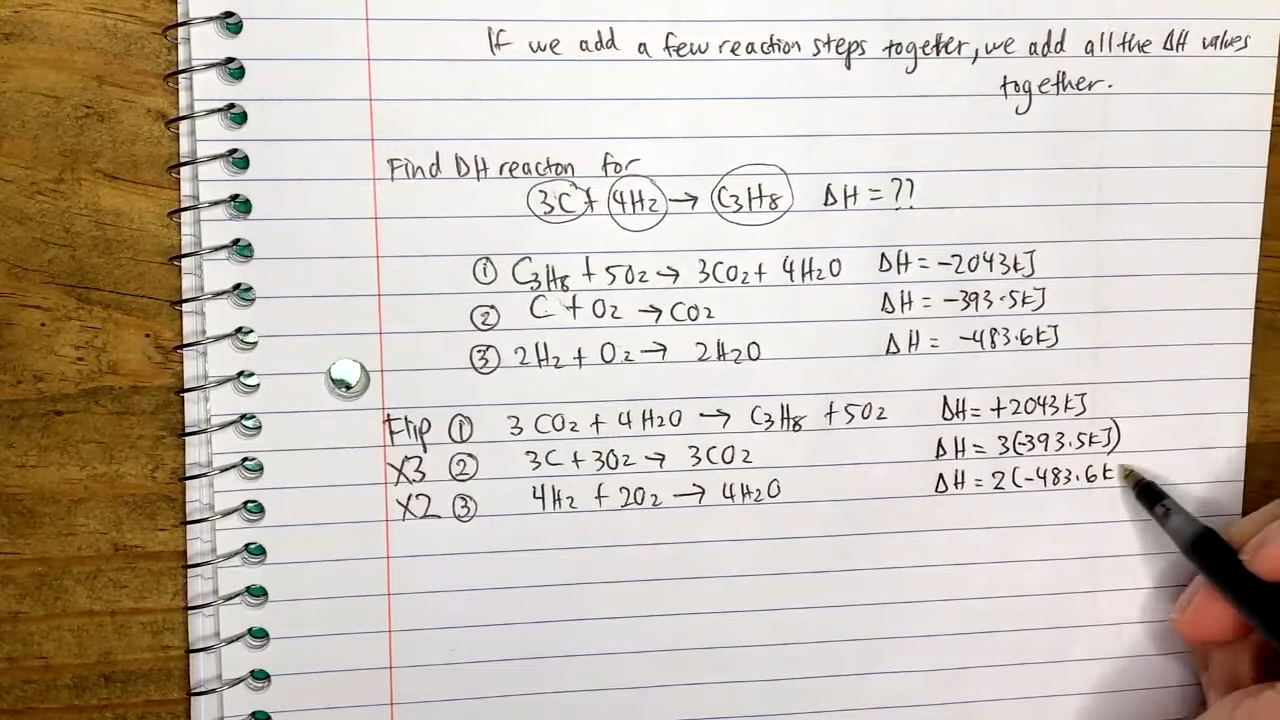 If we add a few reaction steps together, we add all the ΔH values
together.
Find ΔH reacton for
3C + 4H2 → C3H8 ΔH = ??
① C3H8 + 5O2 → 3CO2 + 4H2O ΔH = -2043kJ
② C + O2 → CO2 ΔH = -393.5kJ
③ 2H2 + O2 → 2H2O ΔH = -483.6kJ
Flip ① 3CO2 + 4H2O → C3H8 + 5O2 ΔH = +2043kJ
X3 ② 3C + 3O2 → 3CO2 ΔH = 3(-393.5kJ)
X2 ③ 4H2 + 2O2 → 4H2O ΔH = 2(-483.6k